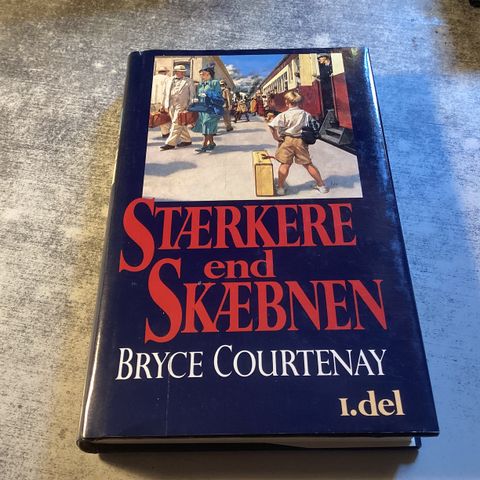 STÆRKERE
end
SKÆBNEN
BRYCE COURTENAY
1.del